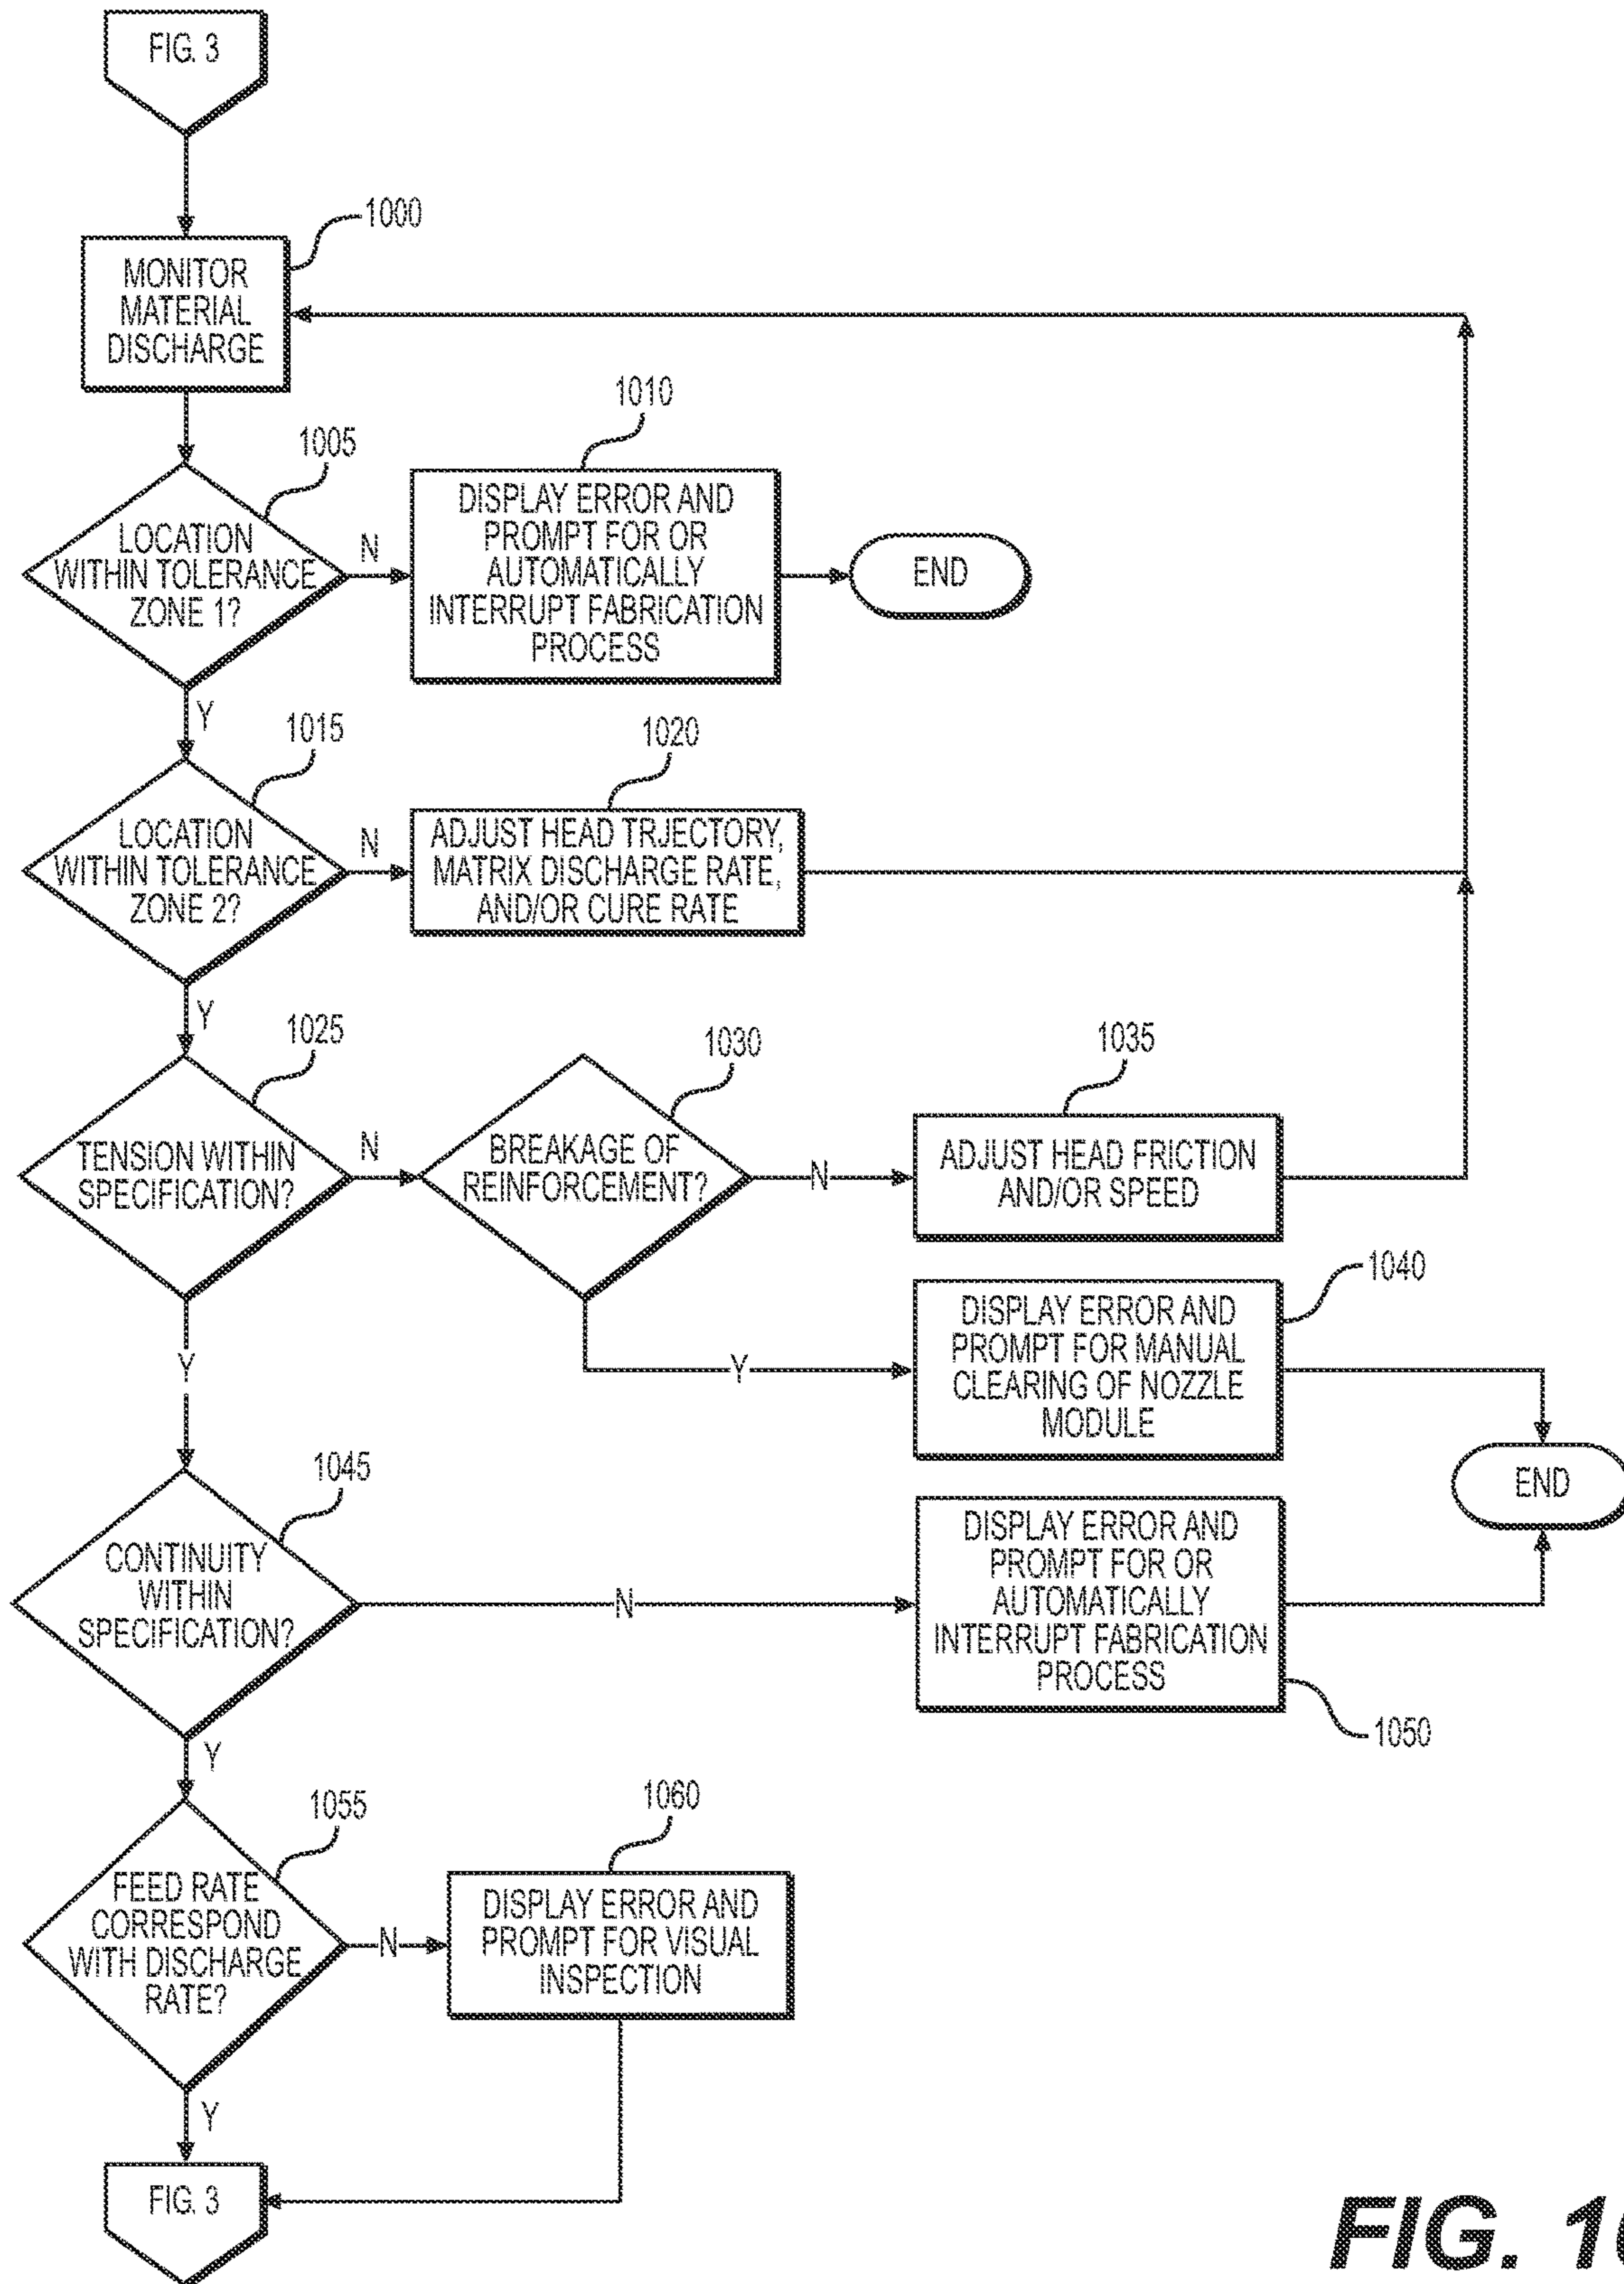 FIG. 3
1000
MONITOR
MATERIAL
DISCHARGE
1005
LOCATION
WITHIN TOLERANCE
ZONE 1?
N
1010
DISPLAY ERROR AND
PROMPT FOR OR
AUTOMATICALLY
INTERRUPT FABRICATION
PROCESS
END
Y
1015
LOCATION
WITHIN TOLERANCE
ZONE 2?
N
1020
ADJUST HEAD TRJECTORY,
MATRIX DISCHARGE RATE,
AND/OR CURE RATE
Y
1025
TENSION WITHIN
SPECIFICATION?
N
1030
BREAKAGE OF
REINFORCEMENT?
N
1035
ADJUST HEAD FRICTION
AND/OR SPEED
Y
1040
DISPLAY ERROR AND
PROMPT FOR MANUAL
CLEARING OF NOZZLE
MODULE
END
Y
1045
CONTINUITY
WITHIN
SPECIFICATION?
N
DISPLAY ERROR AND
PROMPT FOR OR
AUTOMATICALLY
INTERRUPT FABRICATION
PROCESS
1050
Y
1055
FEED RATE
CORRESPOND
WITH DISCHARGE
RATE?
N
1060
DISPLAY ERROR AND
PROMPT FOR VISUAL
INSPECTION
Y
FIG. 3
FIG.